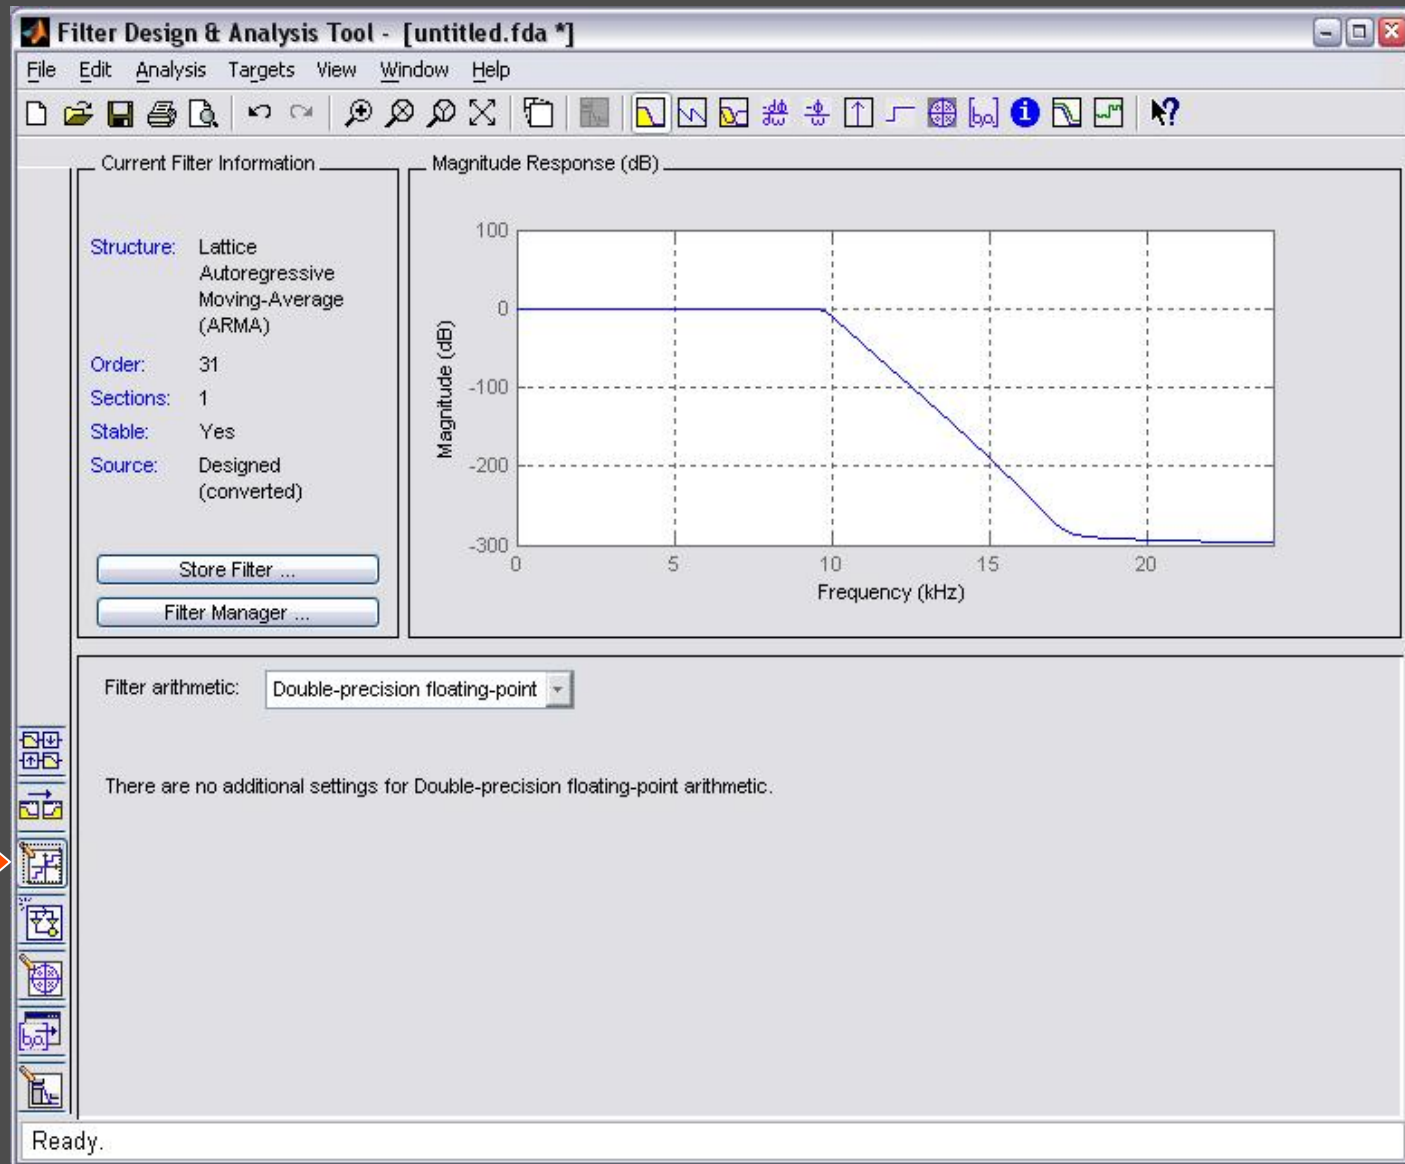 Filter Design & Analysis Tool - [untitled.fda *]
File Edit Analysis Targets View Window Help
Current Filter Information
Structure: Lattice
Autoregressive
Moving-Average
(ARMA)
Order: 31
Sections: 1
Stable: Yes
Source: Designed
(converted)
Store Filter ...
Filter Manager ...
Magnitude Response (dB)
Magnitude (dB)
100
0
-100
-200
-300
0 5 10 15 20
Frequency (kHz)
Filter arithmetic: Double-precision floating-point
There are no additional settings for Double-precision floating-point arithmetic.
Ready.